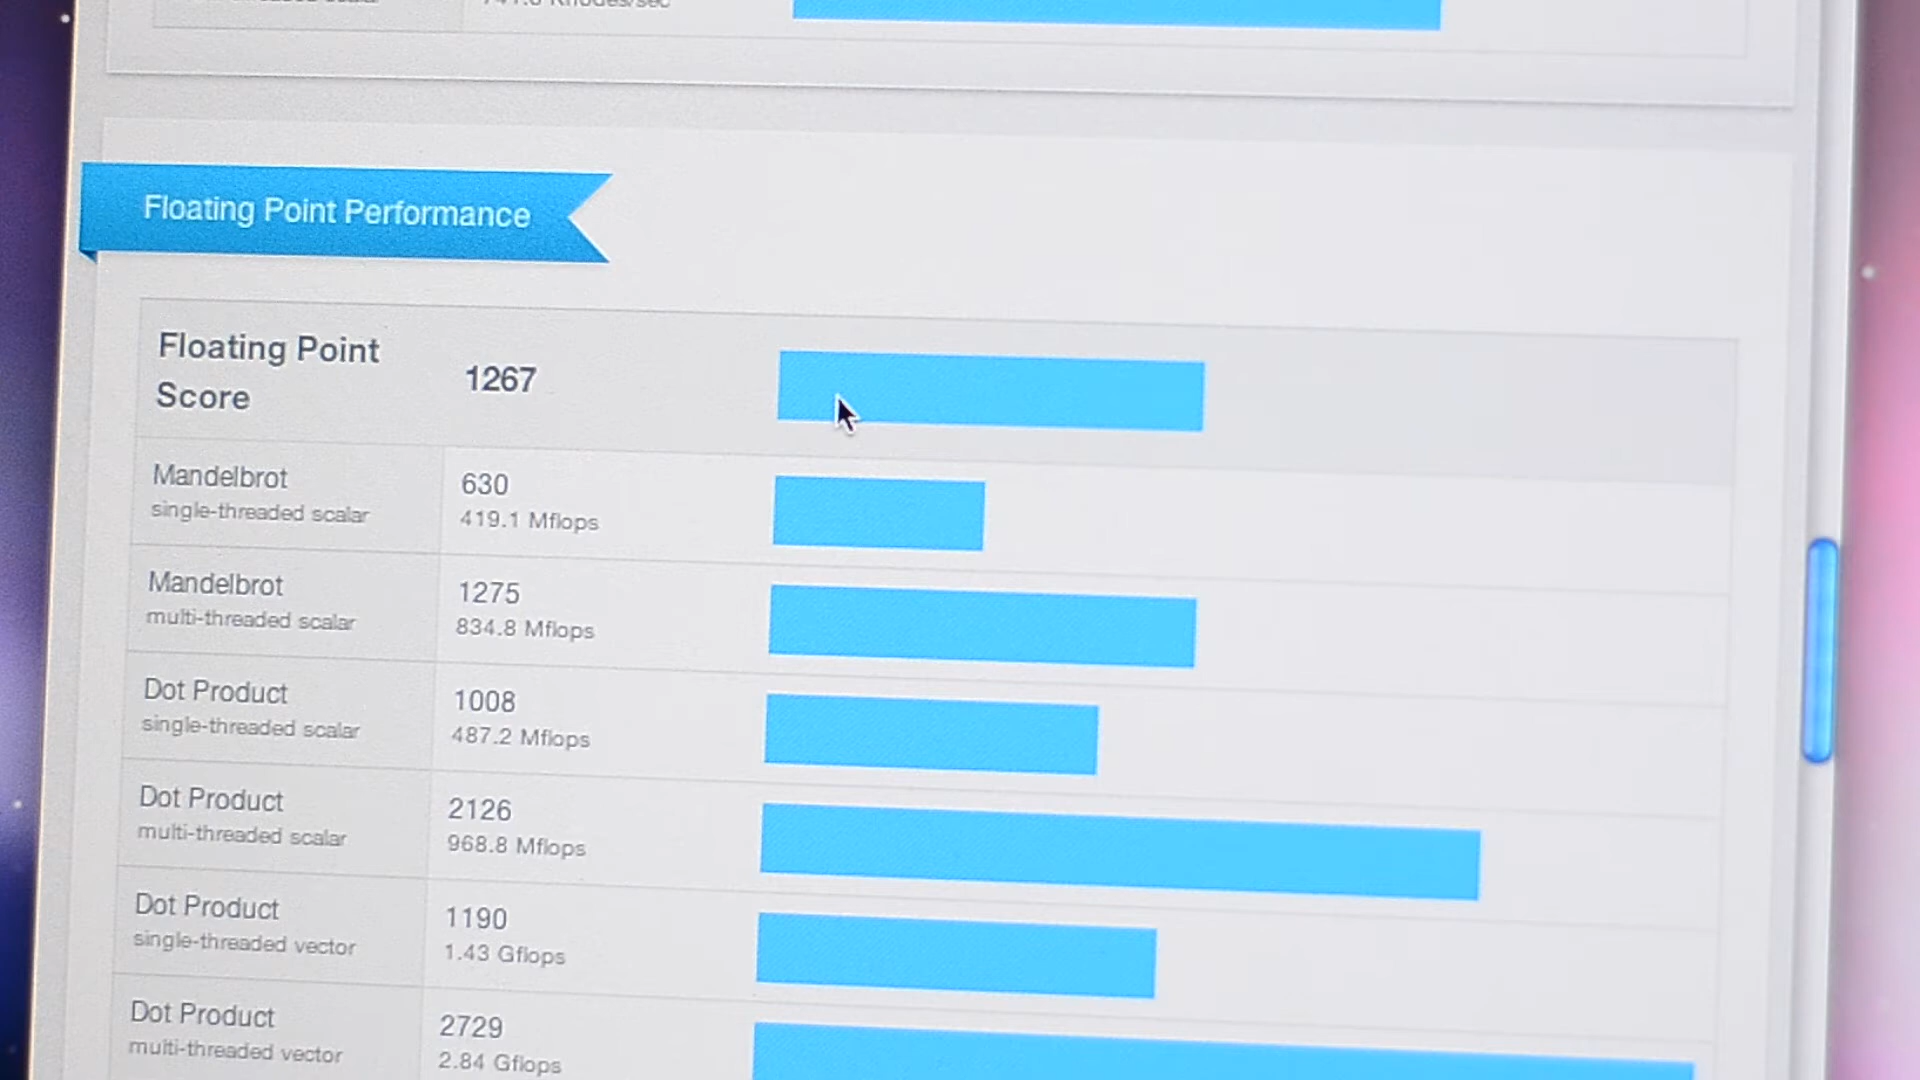 Floating Point Performance
Floating Point
Score
1267
Mandelbrot
single-threaded scalar
630
419.1 Mflops
Mandelbrot
multi-threaded scalar
1275
834.8 Mflops
Dot Product
single-threaded scalar
1008
487.2 Mflops
Dot Product
multi-threaded scalar
2126
968.8 Mflops
Dot Product
single-threaded vector
1190
1.43 Gflops
Dot Product
multi-threaded vector
2729
2.84 Gflops